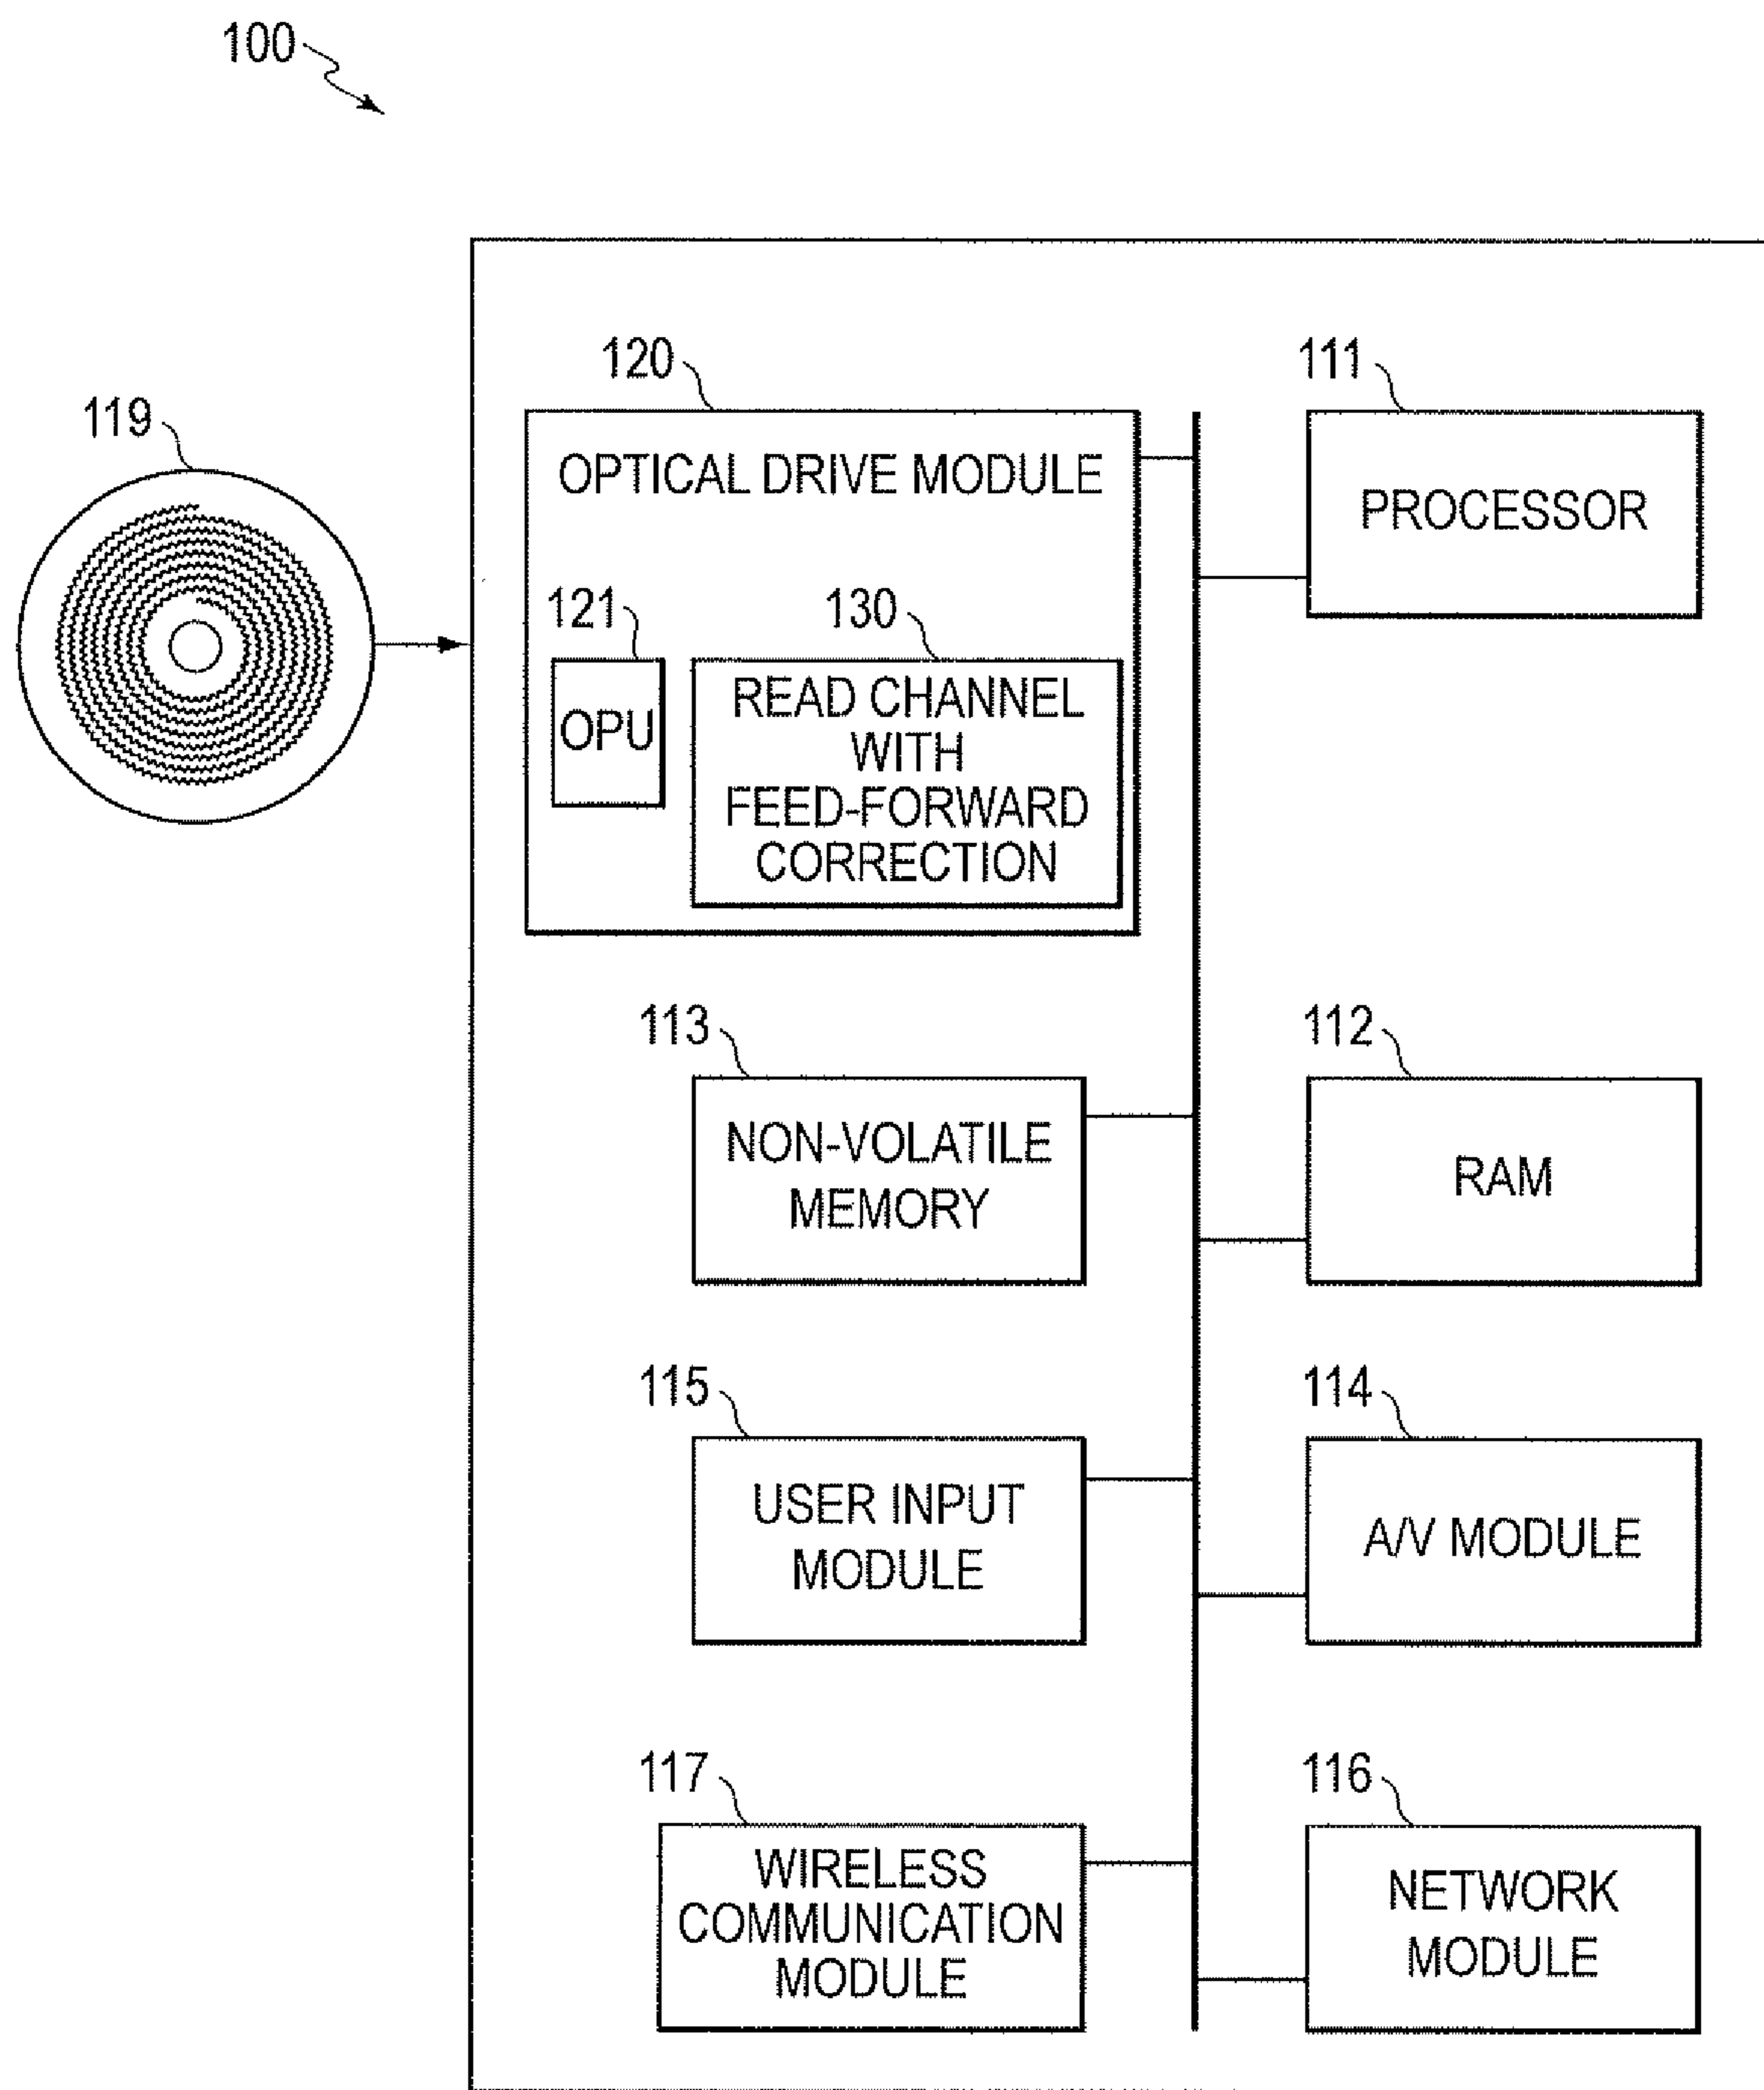 100
119
120
OPTICAL DRIVE MODULE
121
OPU
130
READ CHANNEL
WITH
FEED-FORWARD
CORRECTION
111
PROCESSOR
113
NON-VOLATILE
MEMORY
112
RAM
115
USER INPUT
MODULE
114
A/V MODULE
117
WIRELESS
COMMUNICATION
MODULE
116
NETWORK
MODULE